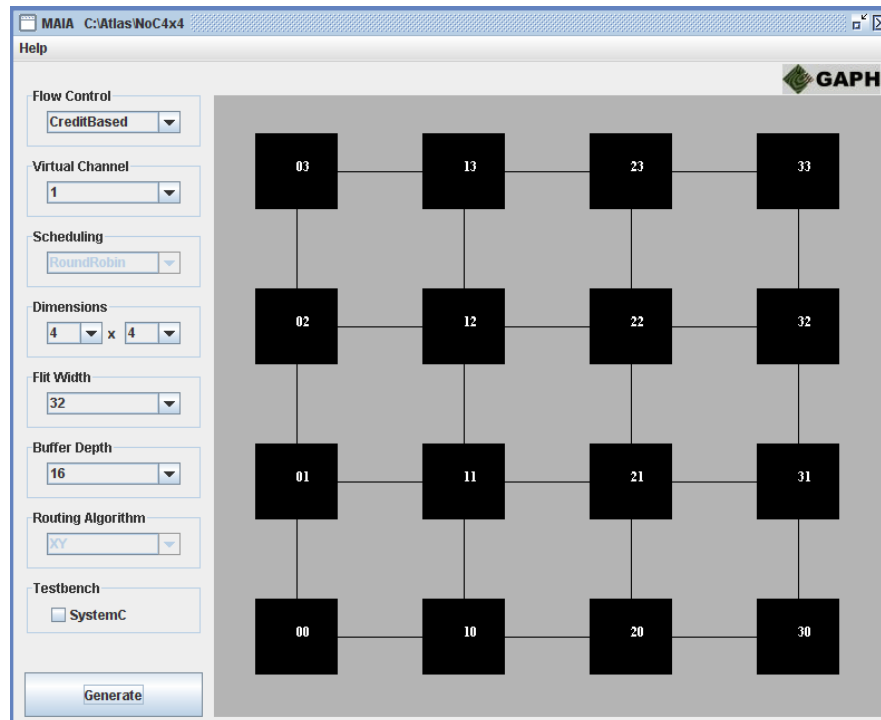 MAIA C:\Atlas\NoC4x4
Help
GAPH
Flow Control
CreditBased
Virtual Channel
1
Scheduling
RoundRobin
Dimensions
4 x 4
Flit Width
32
Buffer Depth
16
Routing Algorithm
XY
Testbench
SystemC
Generate
03 13 23 33
02 12 22 32
01 11 21 31
00 10 20 30